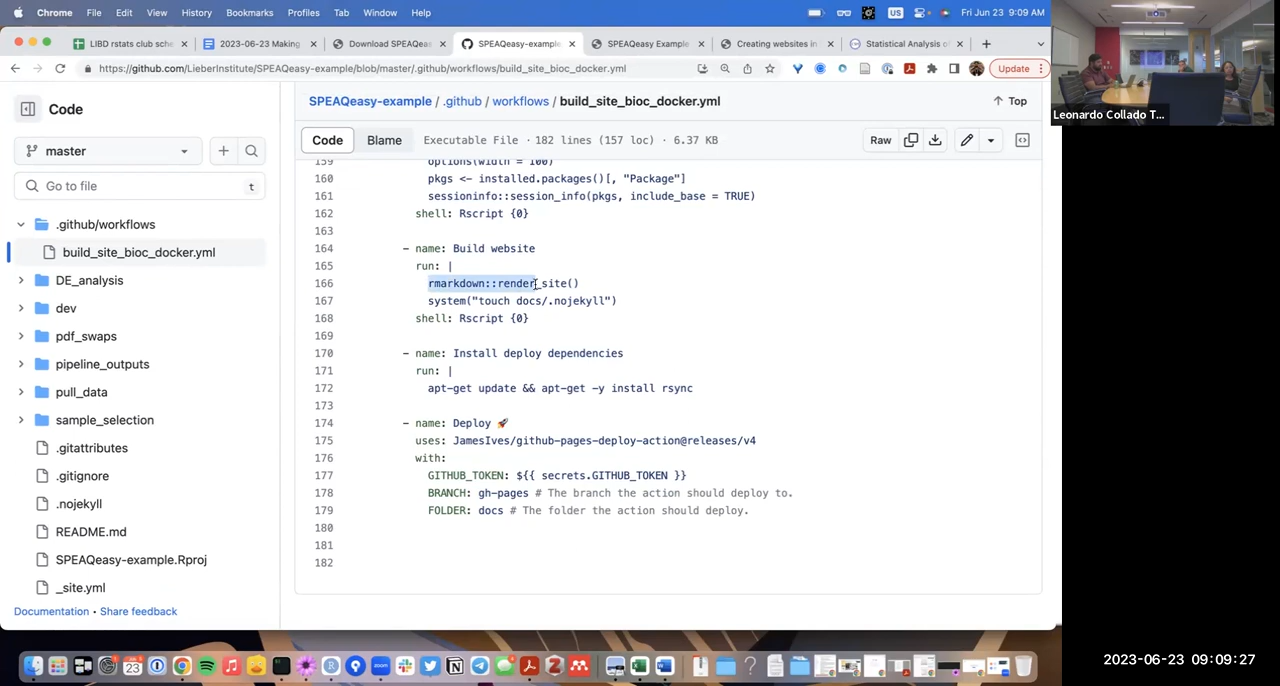 Chrome File Edit View History Bookmarks Profiles Tab Window Help
US Fri Jun 23 9:09 AM
LIBD rstats club sche
2023-06-23 Making
Download SPEAQeas
SPEAQeasy-example
SPEAQeasy Example
Creating websites in
Statistical Analysis of
https://github.com/LieberInstitute/SPEAQeasy-example/blob/master/.github/workflows/build_site_bioc_docker.yml
Update
Leonardo Collado T...
Code
SPEAQeasy-example / .github / workflows / build_site_bioc_docker.yml
Top
master
Code Blame Executable File · 182 lines (157 loc) · 6.37 KB
Raw
Go to file t
.github/workflows
build_site_bioc_docker.yml
DE_analysis
dev
pdf_swaps
pipeline_outputs
pull_data
sample_selection
.gitattributes
.gitignore
.nojekyll
README.md
SPEAQeasy-example.Rproj
_site.yml
Documentation • Share feedback
159 options(width = 100)
160 pkgs <- installed.packages()[, "Package"]
161 sessioninfo::session_info(pkgs, include_base = TRUE)
162 shell: Rscript {0}
163
164 - name: Build website
165 run: |
166 rmarkdown::render_site()
167 system("touch docs/.nojekyll")
168 shell: Rscript {0}
169
170 - name: Install deploy dependencies
171 run: |
172 apt-get update && apt-get -y install rsync
173
174 - name: Deploy 🚀
175 uses: JamesIves/github-pages-deploy-action@releases/v4
176 with:
177 GITHUB_TOKEN: ${{ secrets.GITHUB_TOKEN }}
178 BRANCH: gh-pages # The branch the action should deploy to.
179 FOLDER: docs # The folder the action should deploy.
180
181
182
2023-06-23 09:09:27